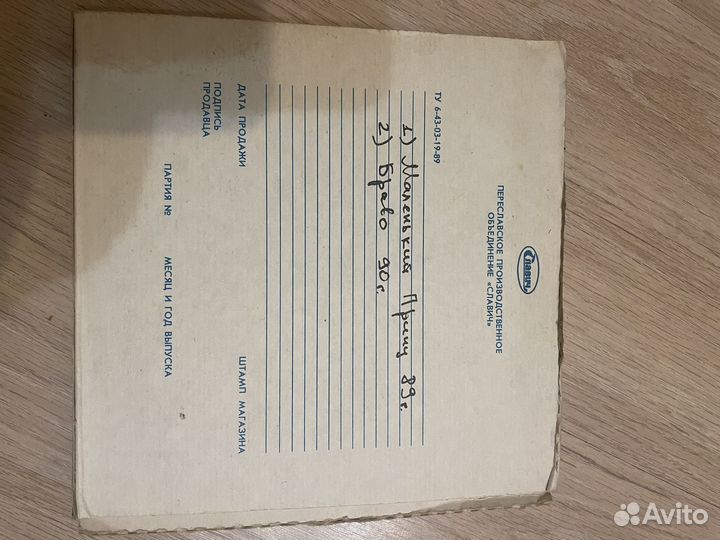 Славич
ПЕРЕСЛАВСКОЕ ПРОИЗВОДСТВЕННОЕ
ОБЪЕДИНЕНИЕ «СЛАВИЧ»
ТУ 6-43-03-19-89
1) Маленький Принц 89г.
2) Браво 90г.
ДАТА ПРОДАЖИ
ШТАМП МАГАЗИНА
ПОДПИСЬ
ПРОДАВЦА
ПАРТИЯ №
МЕСЯЦ И ГОД ВЫПУСКА
Avito